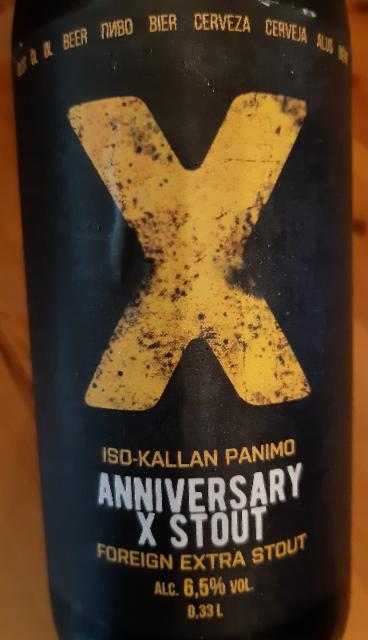 ÖL ØL BEER ПИВО BIER CERVEZA CERVEJA ALUS
X
ISO-KALLAN PANIMO
ANNIVERSARY
X STOUT
FOREIGN EXTRA STOUT
ALC. 6,5% VOL.
0,33 L